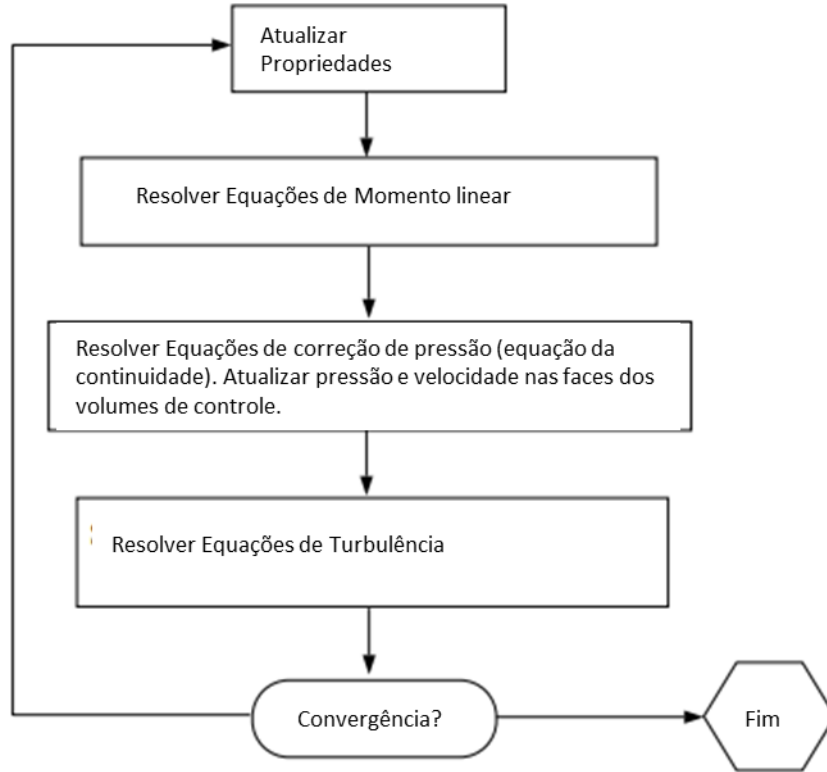 Atualizar
Propriedades
Resolver Equações de Momento linear
Resolver Equações de correção de pressão (equação da
continuidade). Atualizar pressão e velocidade nas faces dos
volumes de controle.
Resolver Equações de Turbulência
Convergência?
Fim